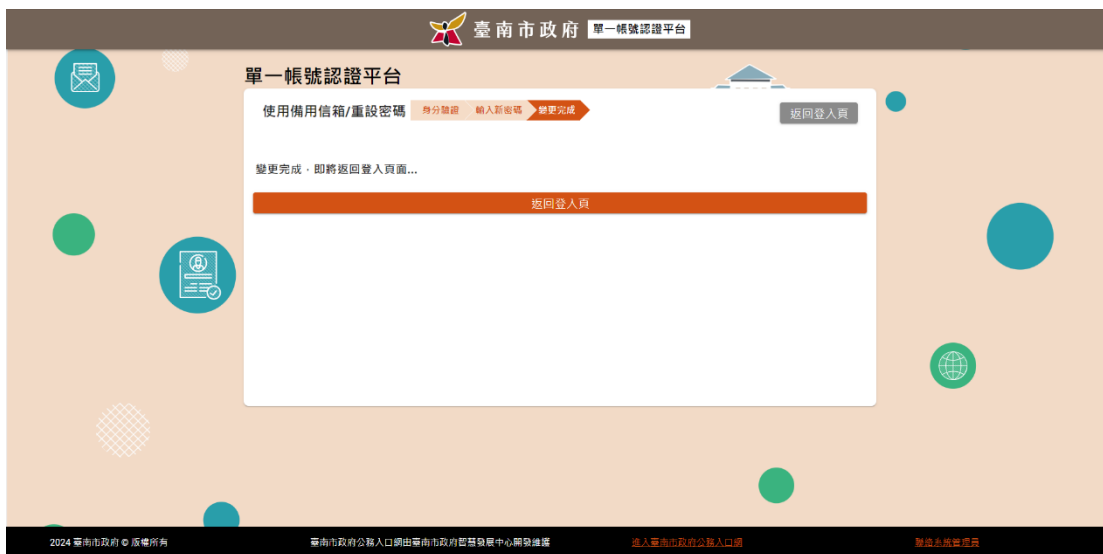 臺南市政府 單一帳號認證平台
單一帳號認證平台
使用備用信箱/重設密碼 身分驗證 輸入新密碼 變更完成 返回登入頁
變更完成，即將返回登入頁面...
返回登入頁
2024 臺南市政府 © 版權所有 臺南市政府公務入口網由臺南市政府智慧發展中心開發維護 進入臺南市政府公務入口網 聯絡系統管理員